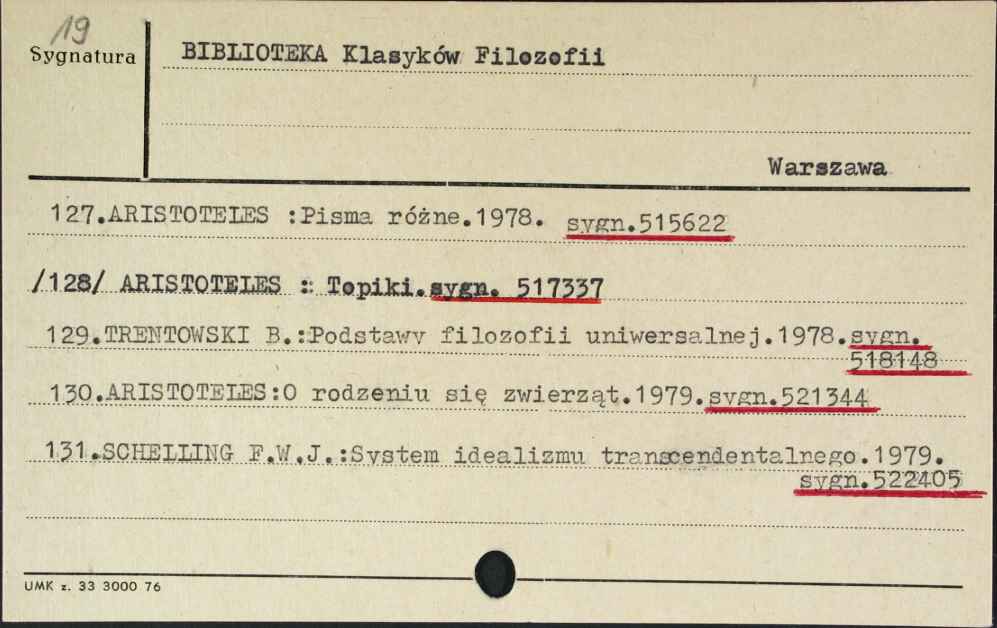 19
Sygnatura
BIBLIOTEKA Klasyków Filozofii
Warszawa
127.ARISTOTELES :Pisma różne.1978. sygn.515622
/128/ ARISTOTELES : Topiki.sygn. 517337
129.TRENTOWSKI B.:Podstawy filozofii uniwersalnej.1978.sygn.
518148
130.ARISTOTELES:O rodzeniu się zwierząt.1979.sygn.521344
131.SCHELLING F.W.J.:System idealizmu transcendentalnego.1979.
sygn.522405
UMK z. 33 3000 76